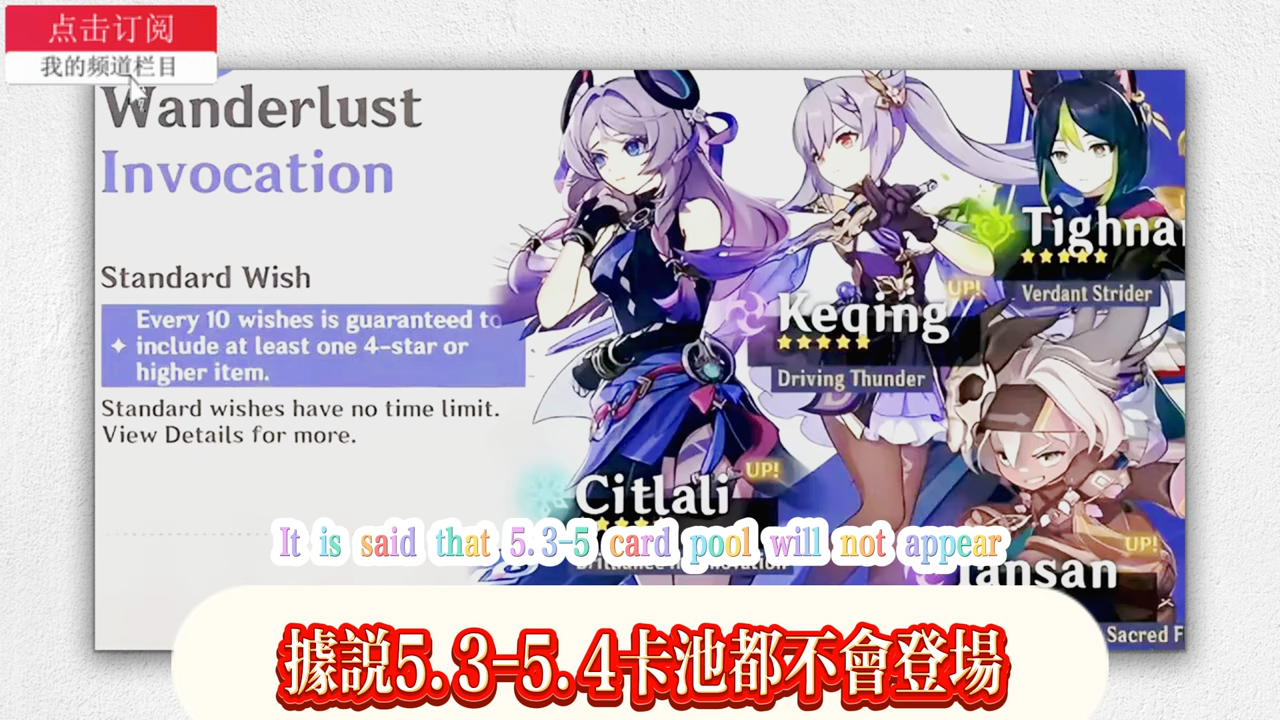 点击订阅
我的频道栏目
Wanderlust
Invocation
Standard Wish
Every 10 wishes is guaranteed to
include at least one 4-star or
higher item.
Standard wishes have no time limit.
View Details for more.
Tighna
Verdant Strider
UP!
Keqing
Driving Thunder
UP!
Citlali
UP!
Iansan
Sacred F
It is said that 5.3-5 card pool will not appear
據説5.3-5.4卡池都不會登場